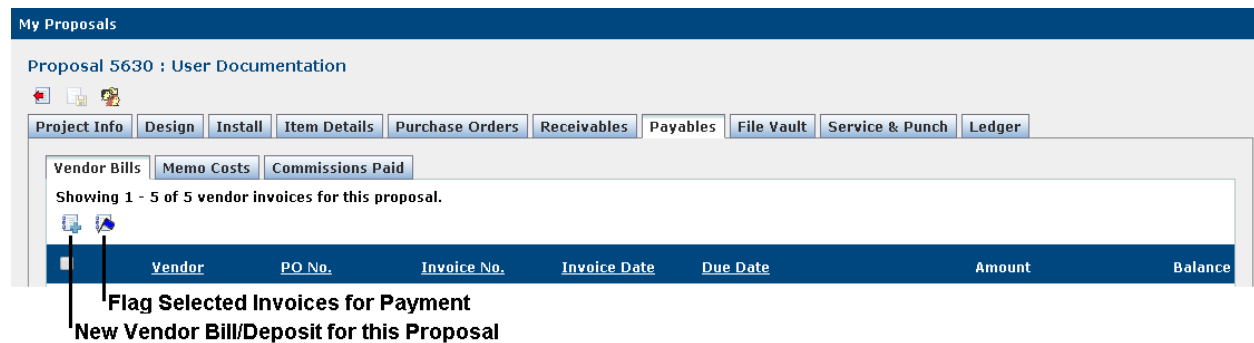 My Proposals
Proposal 5630 : User Documentation
Project Info Design Install Item Details Purchase Orders Receivables Payables File Vault Service & Punch Ledger
Vendor Bills Memo Costs Commissions Paid
Showing 1 - 5 of 5 vendor invoices for this proposal.
Vendor PO No. Invoice No. Invoice Date Due Date Amount Balance
Flag Selected Invoices for Payment
New Vendor Bill/Deposit for this Proposal